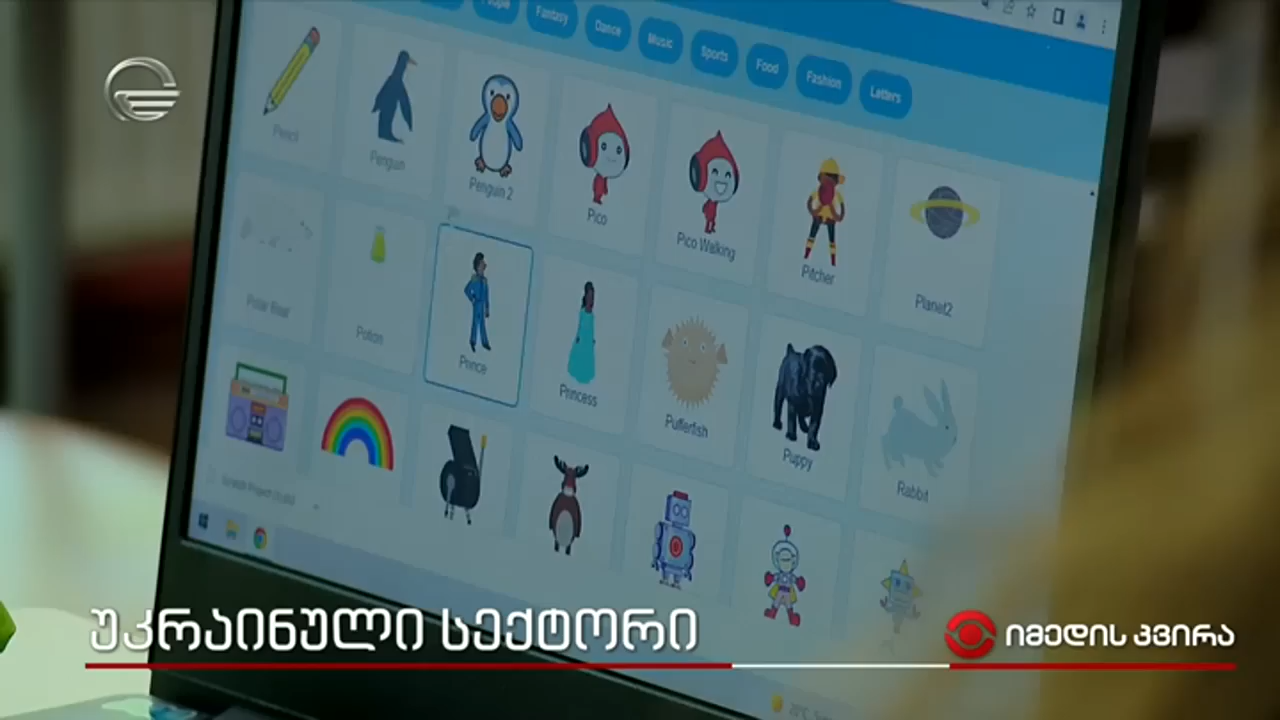 People Fantasy Dance Music Sports Food Fashion Letters
Pencil Penguin Penguin 2 Pico Pico Walking Pitcher Planet2
Polar Bear Potion Prince Princess Pufferfish Puppy Rabbit
უკრაინული სექტორი
იმედის კვირა